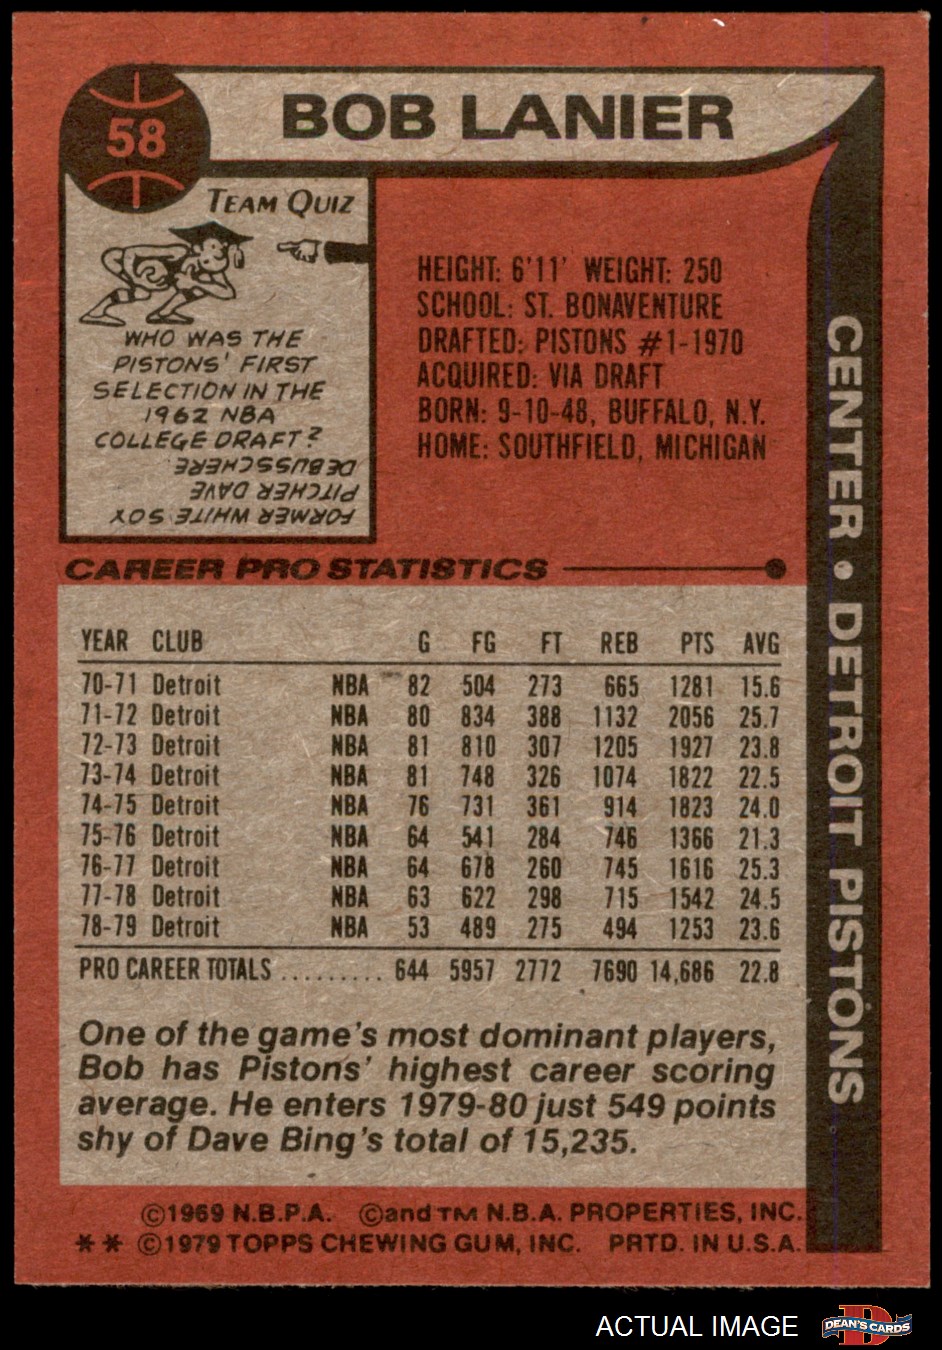 58
BOB LANIER
TEAM QUIZ
WHO WAS THE
PISTONS' FIRST
SELECTION IN THE
1962 NBA
COLLEGE DRAFT?
FORMER WHITE SOX
PITCHER DAVE
DEBUSSCHERE
HEIGHT: 6'11' WEIGHT: 250
SCHOOL: ST. BONAVENTURE
DRAFTED: PISTONS #1-1970
ACQUIRED: VIA DRAFT
BORN: 9-10-48, BUFFALO, N.Y.
HOME: SOUTHFIELD, MICHIGAN
CENTER • DETROIT PISTONS
CAREER PRO STATISTICS
YEAR CLUB G FG FT REB PTS AVG
70-71 Detroit NBA 82 504 273 665 1281 15.6
71-72 Detroit NBA 80 834 388 1132 2056 25.7
72-73 Detroit NBA 81 810 307 1205 1927 23.8
73-74 Detroit NBA 81 748 326 1074 1822 22.5
74-75 Detroit NBA 76 731 361 914 1823 24.0
75-76 Detroit NBA 64 541 284 746 1366 21.3
76-77 Detroit NBA 64 678 260 745 1616 25.3
77-78 Detroit NBA 63 622 298 715 1542 24.5
78-79 Detroit NBA 53 489 275 494 1253 23.6
PRO CAREER TOTALS ......... 644 5957 2772 7690 14,686 22.8
One of the game's most dominant players,
Bob has Pistons' highest career scoring
average. He enters 1979-80 just 549 points
shy of Dave Bing's total of 15,235.
©1969 N.B.P.A. ©and TM N.B.A. PROPERTIES, INC.
** ©1979 TOPPS CHEWING GUM, INC. PRTD. IN U.S.A.
ACTUAL IMAGE
D
DEAN'S CARDS